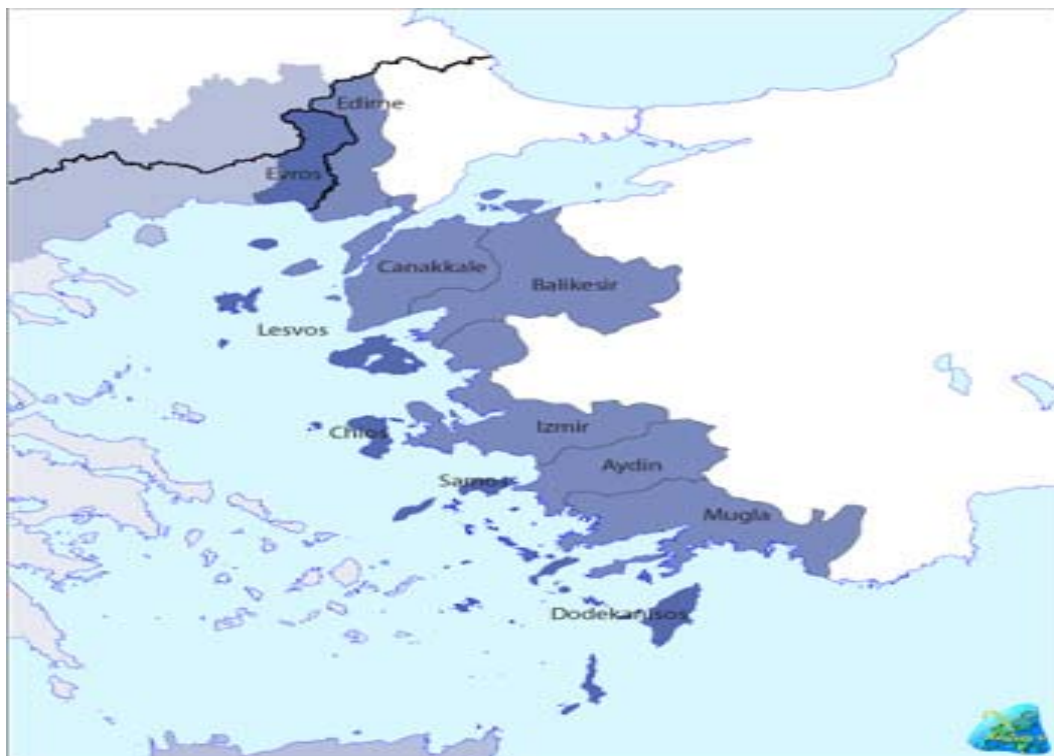 Edirne
Evros
Canakkale
Balikesir
Lesvos
Chios
Izmir
Aydin
Samos
Mugla
Dodekanisos